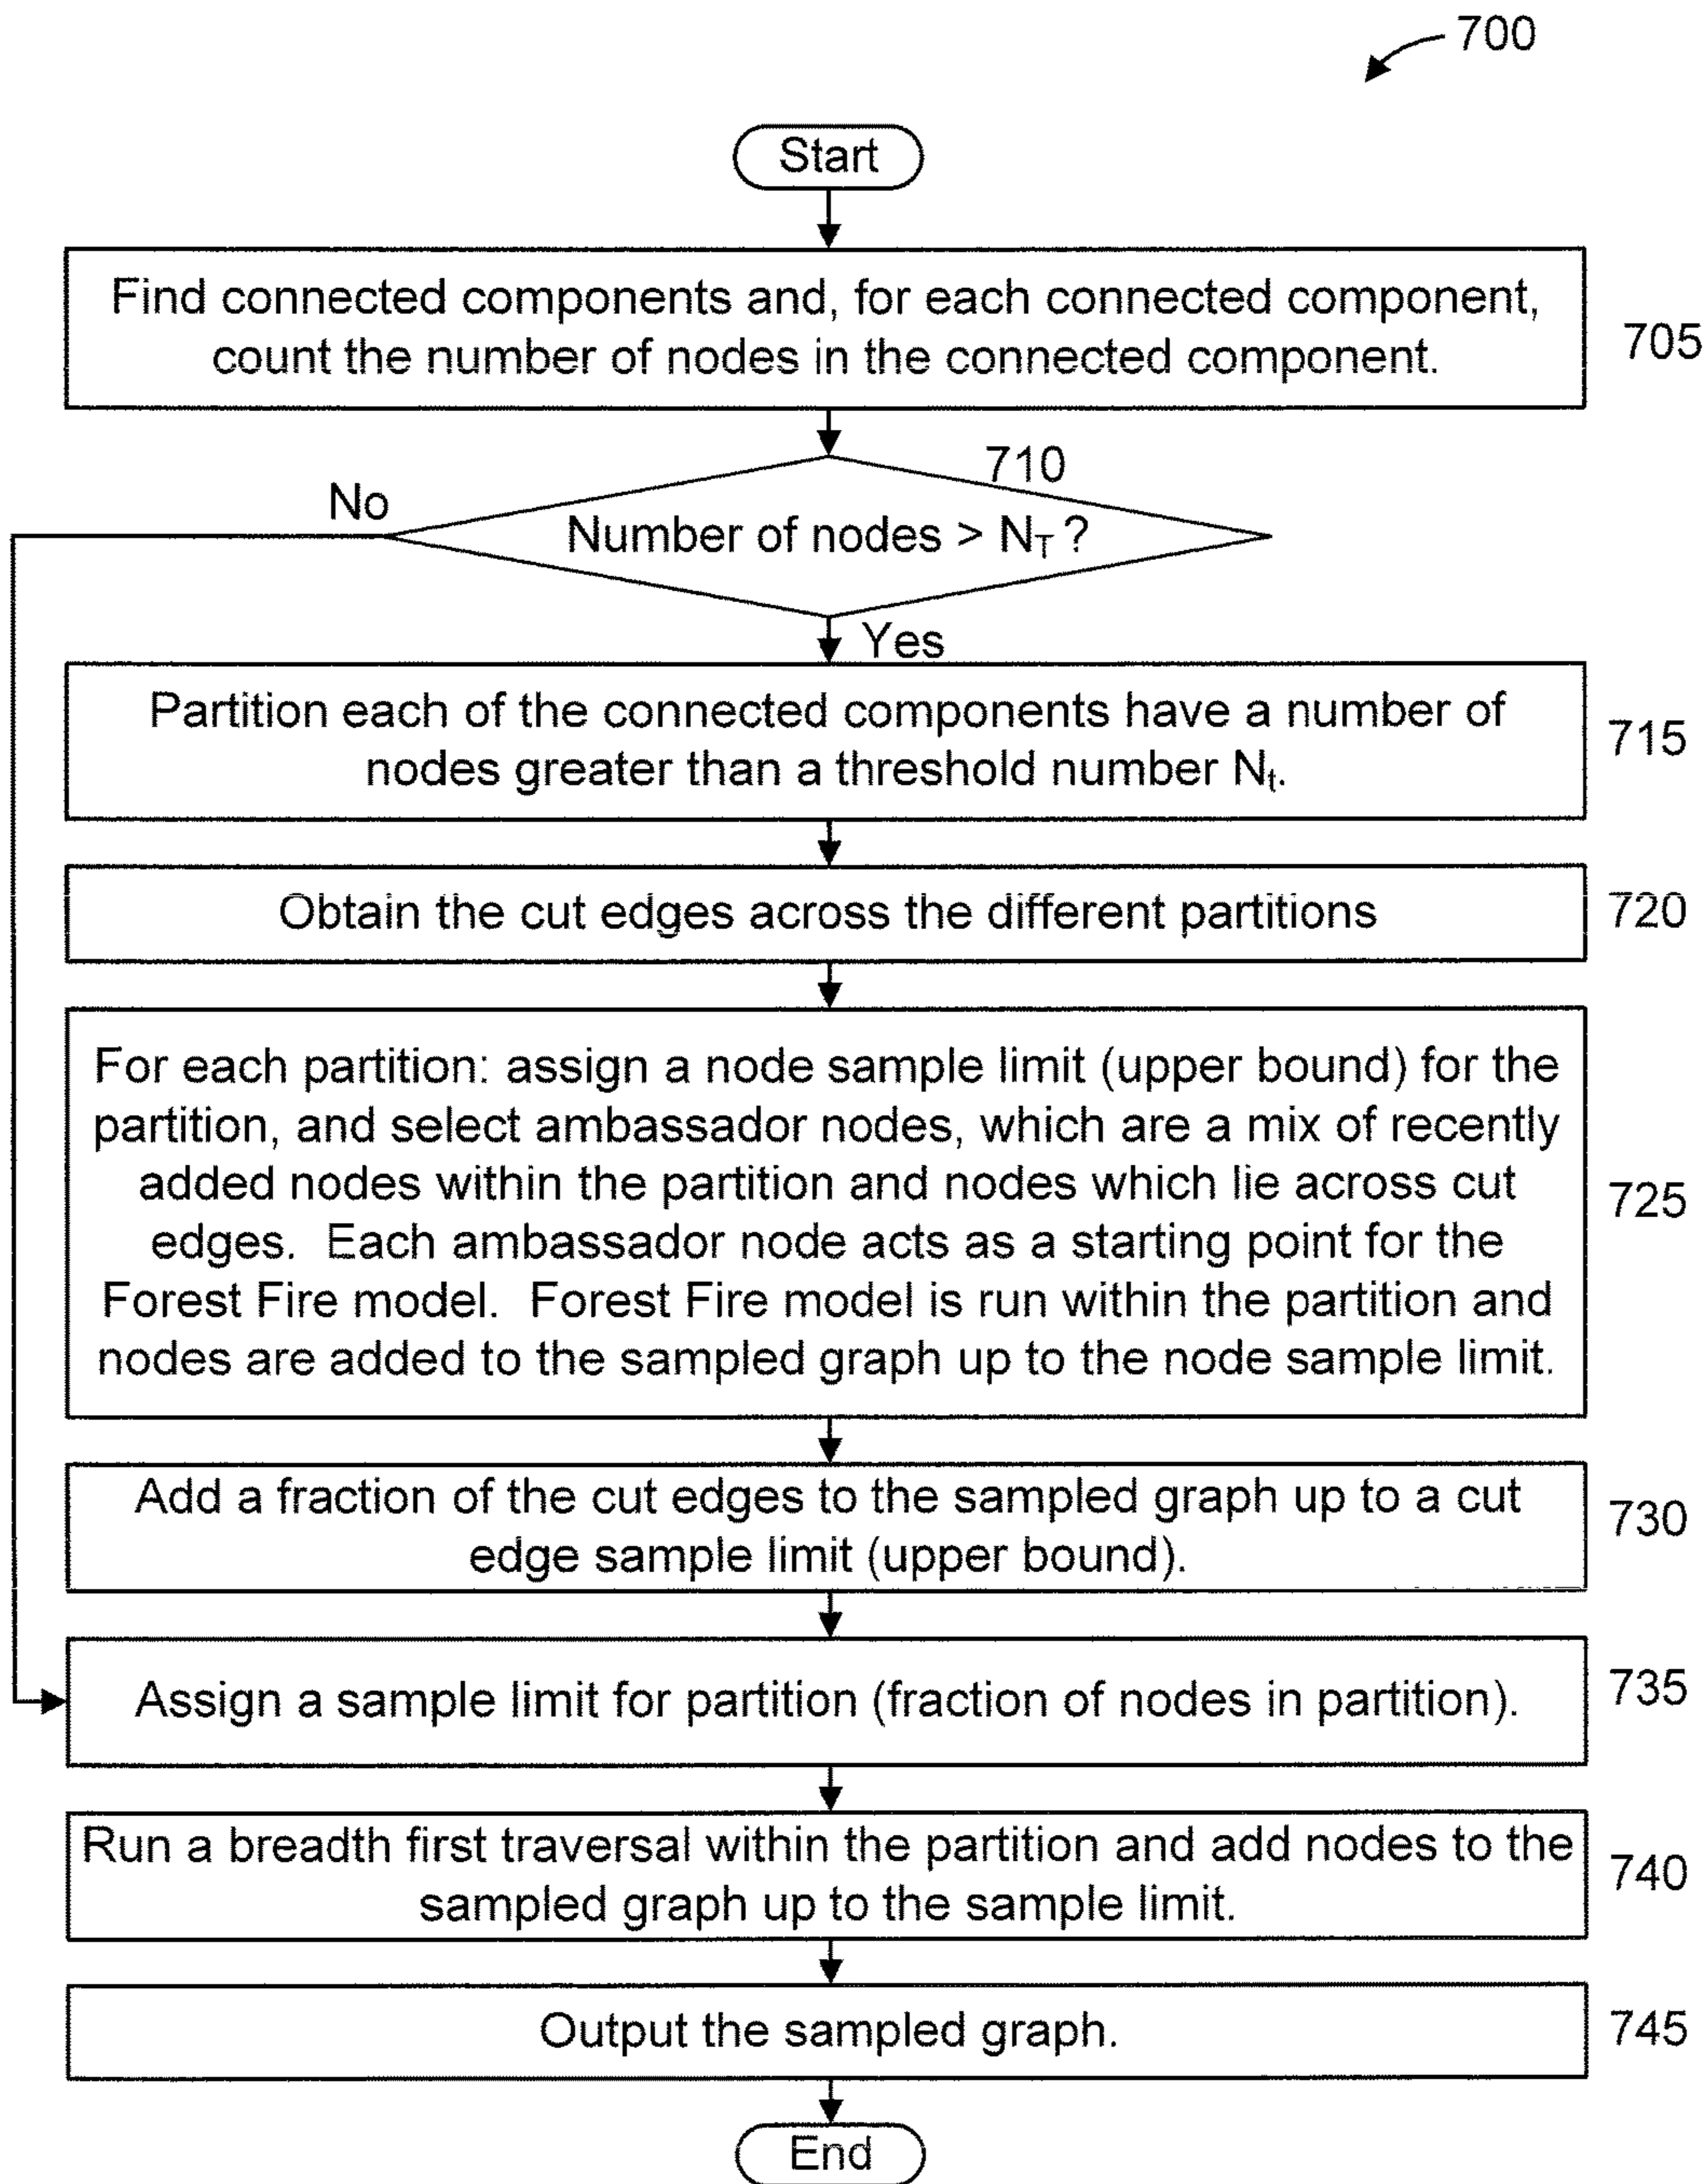 700
Start
Find connected components and, for each connected component,
count the number of nodes in the connected component.
705
710
No
Number of nodes > N_T ?
Yes
Partition each of the connected components have a number of
nodes greater than a threshold number N_t.
715
Obtain the cut edges across the different partitions
720
For each partition: assign a node sample limit (upper bound) for the
partition, and select ambassador nodes, which are a mix of recently
added nodes within the partition and nodes which lie across cut
edges. Each ambassador node acts as a starting point for the
Forest Fire model. Forest Fire model is run within the partition and
nodes are added to the sampled graph up to the node sample limit.
725
Add a fraction of the cut edges to the sampled graph up to a cut
edge sample limit (upper bound).
730
Assign a sample limit for partition (fraction of nodes in partition).
735
Run a breadth first traversal within the partition and add nodes to the
sampled graph up to the sample limit.
740
Output the sampled graph.
745
End